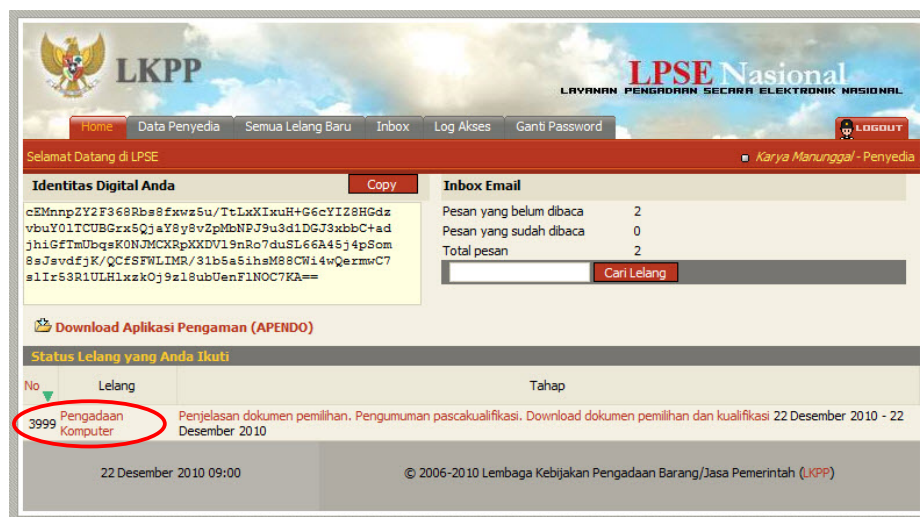 LKPP
LPSE Nasional
LAYANAN PENGADAAN SECARA ELEKTRONIK NASIONAL
Home Data Penyedia Semua Lelang Baru Inbox Log Akses Ganti Password LOGOUT
Selamat Datang di LPSE Karya Manunggal - Penyedia
Identitas Digital Anda Copy Inbox Email
cEMnnpZY2F368Rbs8fxwz5u/TtLxXIxuH+G6cYIZ8HGdz
vbuY01TCUBGrx5QjaY8y8vZpMbNPJ9u3d1DGJ3xbbC+ad
jhiGfTmUbqsK0NJMCXRpXXDVl9nRo7duSL66A45j4pSom
8sJsvdfjK/QCfSFWLIMR/31b5a5ihsM88CWi4wQermwC7
slIr53R1ULHlxzkOj9zl8ubUenFlNOC7KA==
Pesan yang belum dibaca 2
Pesan yang sudah dibaca 0
Total pesan 2
Cari Lelang
Download Aplikasi Pengaman (APENDO)
Status Lelang yang Anda Ikuti
No Lelang Tahap
3999 Pengadaan Komputer
Penjelasan dokumen pemilihan. Pengumuman pascakualifikasi. Download dokumen pemilihan dan kualifikasi 22 Desember 2010 - 22
Desember 2010
22 Desember 2010 09:00 © 2006-2010 Lembaga Kebijakan Pengadaan Barang/Jasa Pemerintah (LKPP)